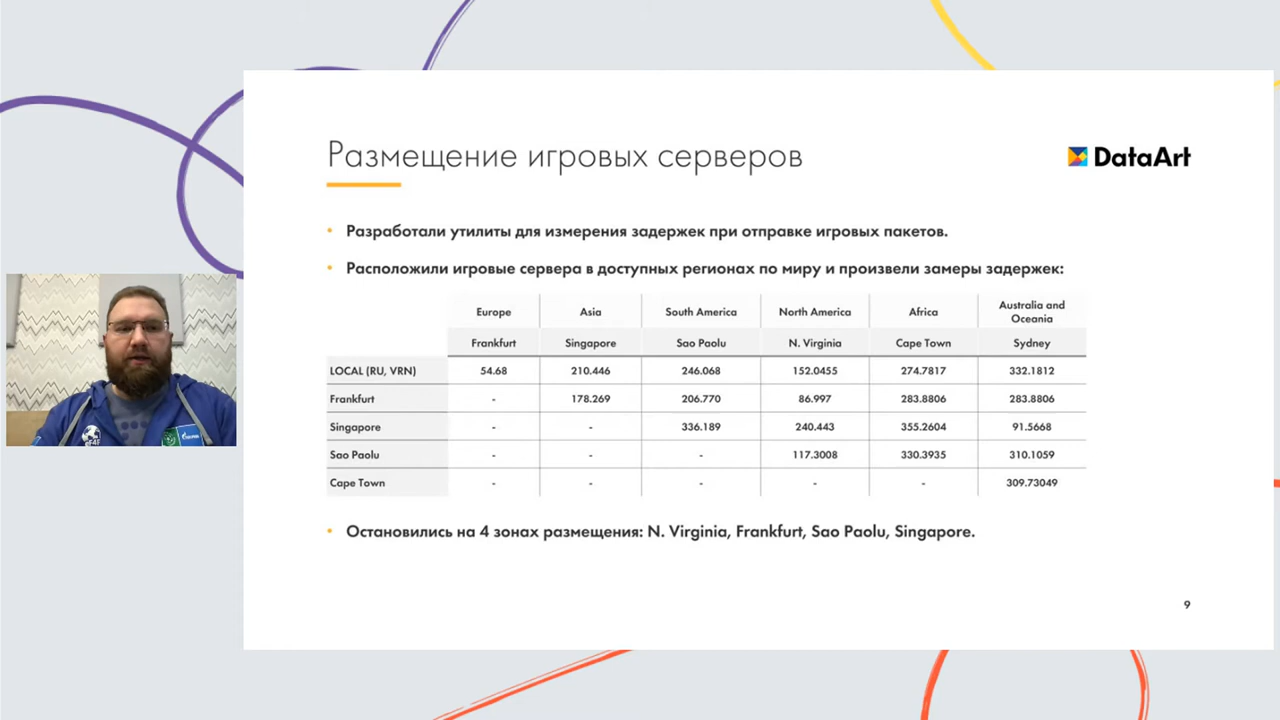 Размещение игровых серверов
DataArt
• Разработали утилиты для измерения задержек при отправке игровых пакетов.
• Расположили игровые сервера в доступных регионах по миру и произвели замеры задержек:
Europe Asia South America North America Africa Australia and Oceania
Frankfurt Singapore Sao Paolu N. Virginia Cape Town Sydney
LOCAL (RU, VRN) 54.68 210.446 246.068 152.0455 274.7817 332.1812
Frankfurt - 178.269 206.770 86.997 283.8806 283.8806
Singapore - - 336.189 240.443 355.2604 91.5668
Sao Paolu - - - 117.3008 330.3935 310.1059
Cape Town - - - - - 309.73049
• Остановились на 4 зонах размещения: N. Virginia, Frankfurt, Sao Paolu, Singapore.
9